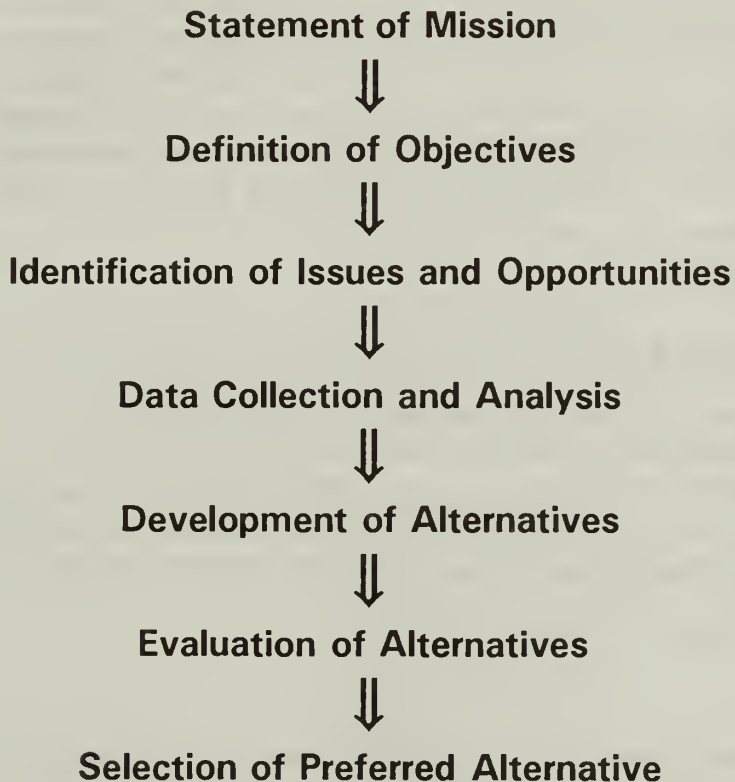 Statement of Mission
⇓
Definition of Objectives
⇓
Identification of Issues and Opportunities
⇓
Data Collection and Analysis
⇓
Development of Alternatives
⇓
Evaluation of Alternatives
⇓
Selection of Preferred Alternative